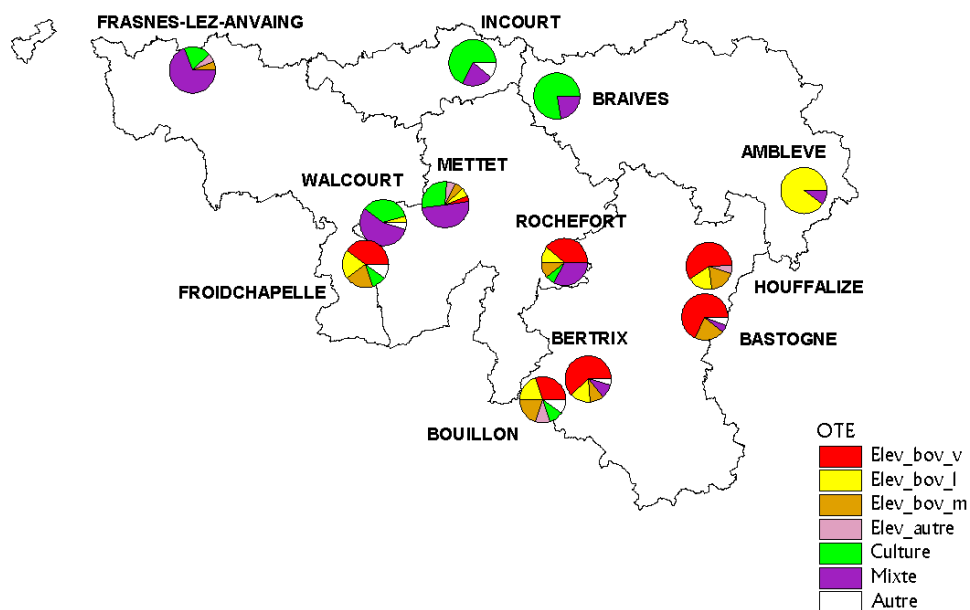 FRASNES-LEZ-ANVAING
INCOURT
BRAIVES
AMBLEVE
METTET
WALCOURT
ROCHEFORT
FROIDCHAPELLE
HOUFFALIZE
BASTOGNE
BERTRIX
BOUILLON
OTE
Elev_bov_v
Elev_bov_l
Elev_bov_m
Elev_autre
Culture
Mixte
Autre